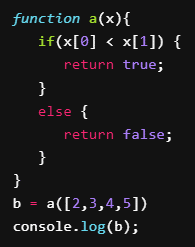 function a(x){
   if(x[0] < x[1]) {
      return true;
   }
   else {
      return false;
   }
}
b = a([2,3,4,5])
console.log(b);